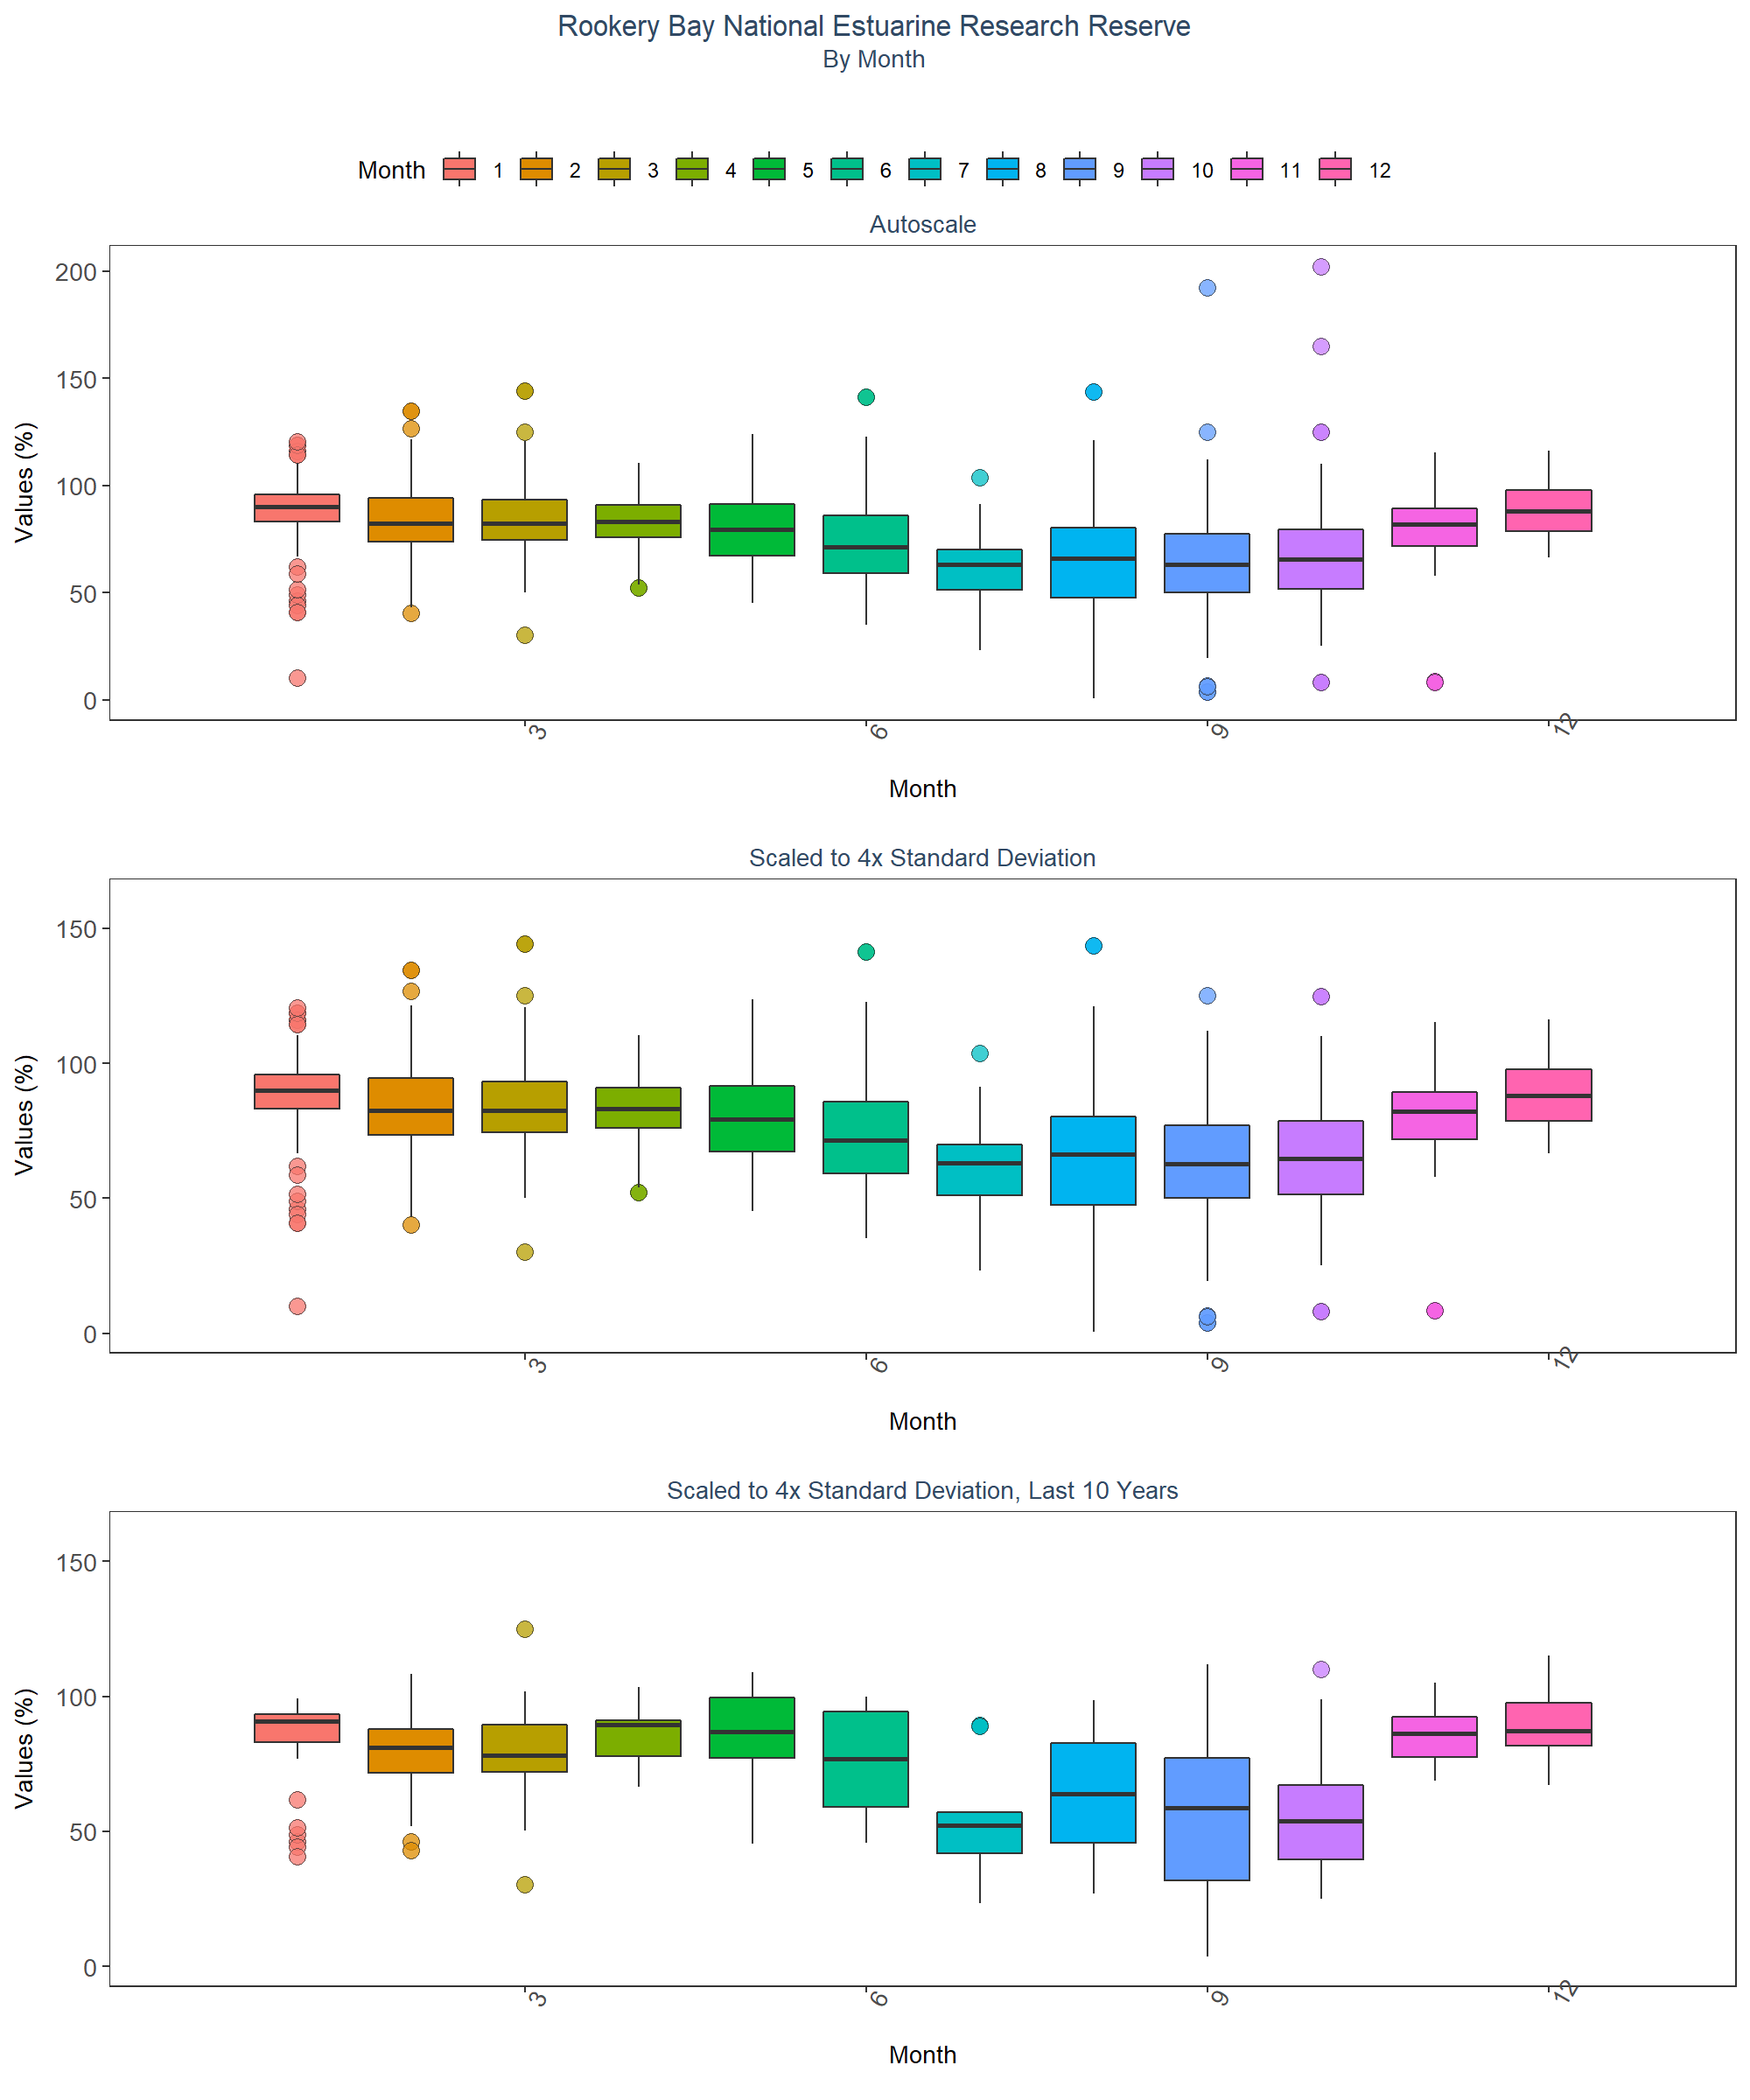 Rookery Bay National Estuarine Research Reserve
By Month
Month 1 2 3 4 5 6 7 8 9 10 11 12
Autoscale
Values (%)
200
150
100
50
0
3 6 9 12
Month
Scaled to 4x Standard Deviation
Values (%)
150
100
50
0
3 6 9 12
Month
Scaled to 4x Standard Deviation, Last 10 Years
Values (%)
150
100
50
0
3 6 9 12
Month